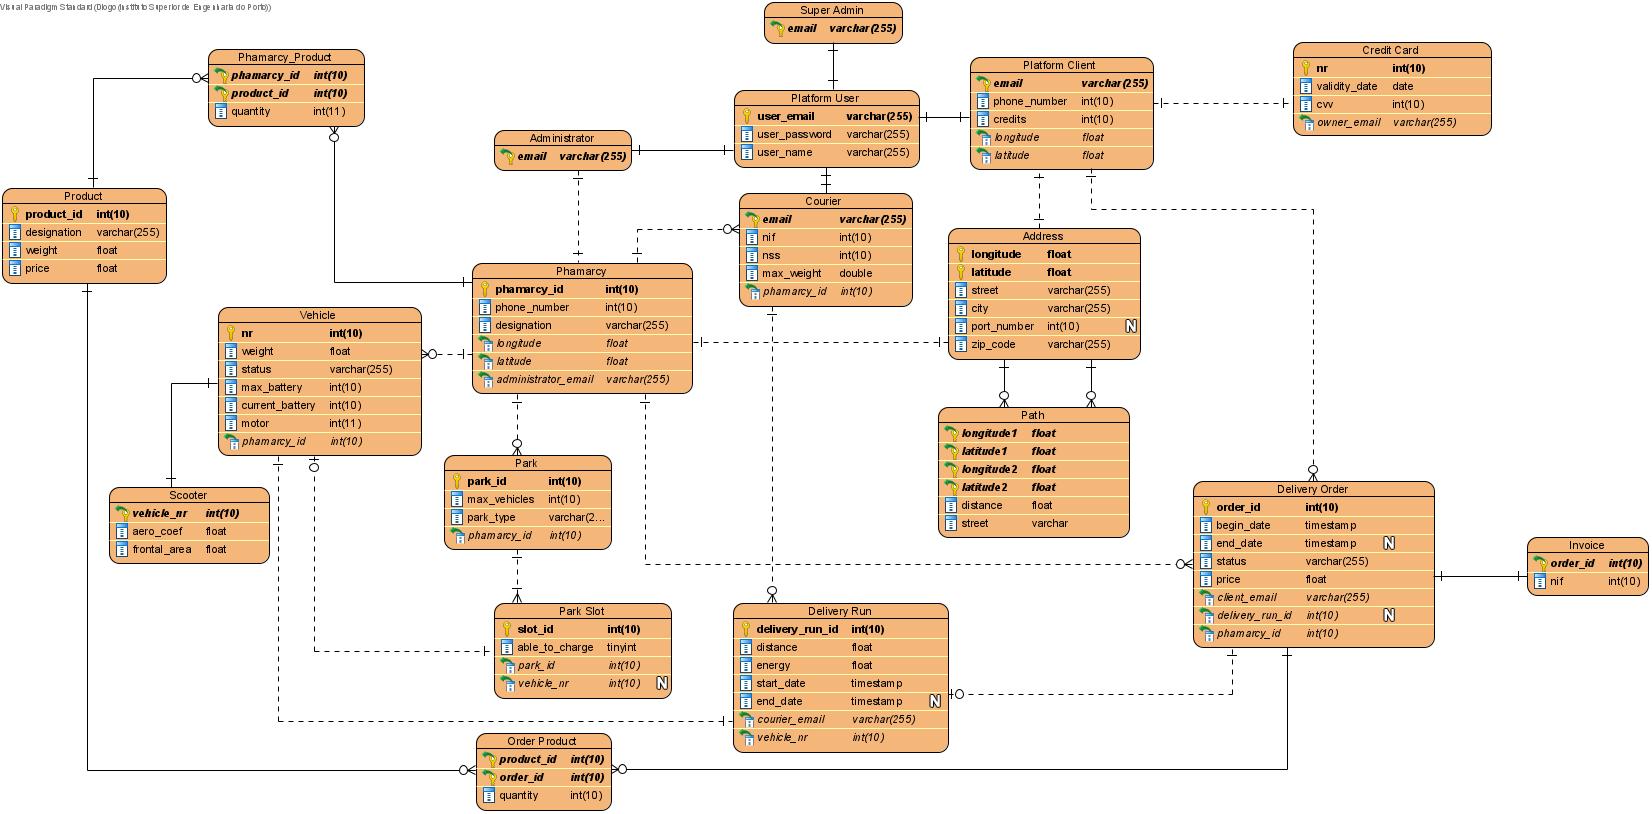 Visual Paradigm Standard (Diogo (Instituto Superior de Engenharia do Porto))
Super Admin
email varchar(255)
Phamarcy_Product
phamarcy_id int(10)
product_id int(10)
quantity int(11)
Platform Client
email varchar(255)
phone_number int(10)
credits int(10)
longitude float
latitude float
Credit Card
nr int(10)
validity_date date
cvv int(10)
owner_email varchar(255)
Platform User
user_email varchar(255)
user_password varchar(255)
user_name varchar(255)
Administrator
email varchar(255)
Product
product_id int(10)
designation varchar(255)
weight float
price float
Courier
email varchar(255)
nif int(10)
nss int(10)
max_weight double
phamarcy_id int(10)
Address
longitude float
latitude float
street varchar(255)
city varchar(255)
port_number int(10) N
zip_code varchar(255)
Phamarcy
phamarcy_id int(10)
phone_number int(10)
designation varchar(255)
longitude float
latitude float
administrator_email varchar(255)
Vehicle
nr int(10)
weight float
status varchar(255)
max_battery int(10)
current_battery int(10)
motor int(11)
phamarcy_id int(10)
Path
longitude1 float
latitude1 float
longitude2 float
latitude2 float
distance float
street varchar
Park
park_id int(10)
max_vehicles int(10)
park_type varchar(2...
phamarcy_id int(10)
Scooter
vehicle_nr int(10)
aero_coef float
frontal_area float
Delivery Order
order_id int(10)
begin_date timestamp
end_date timestamp N
status varchar(255)
price float
client_email varchar(255)
delivery_run_id int(10) N
phamarcy_id int(10)
Invoice
order_id int(10)
nif int(10)
Park Slot
slot_id int(10)
able_to_charge tinyint
park_id int(10)
vehicle_nr int(10) N
Delivery Run
delivery_run_id int(10)
distance float
energy float
start_date timestamp
end_date timestamp N
courier_email varchar(255)
vehicle_nr int(10)
Order Product
product_id int(10)
order_id int(10)
quantity int(10)